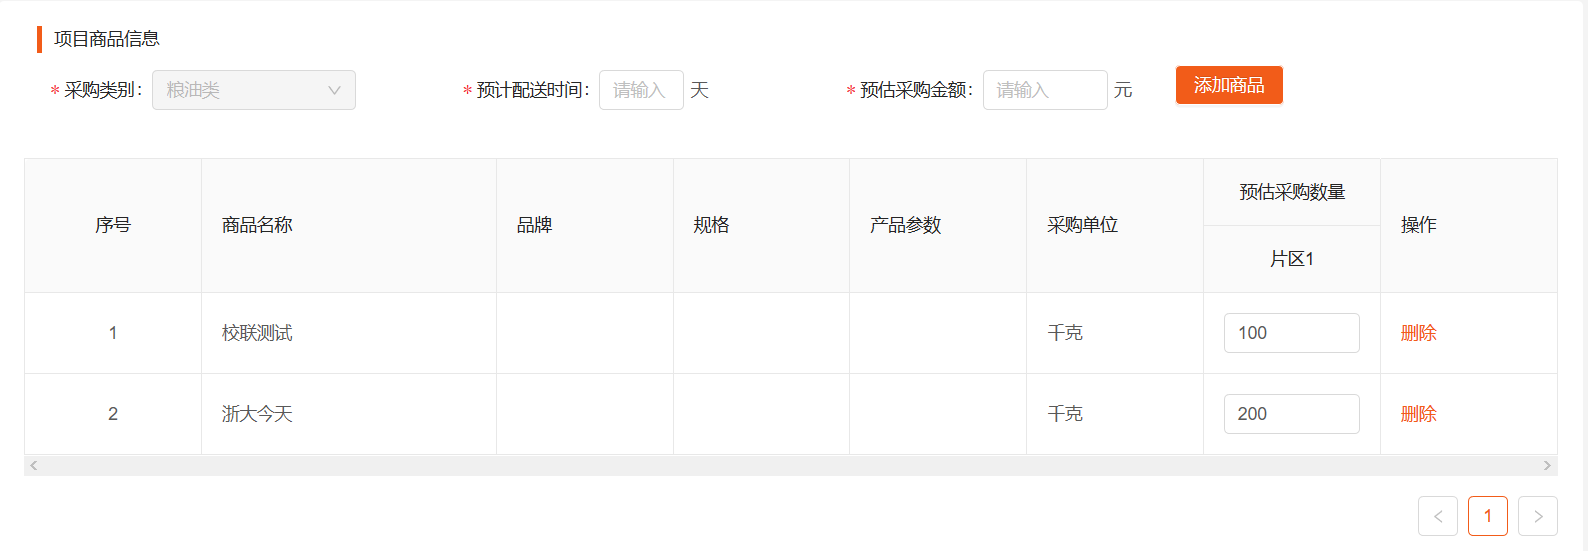 项目商品信息
* 采购类别： 粮油类 * 预计配送时间： 请输入 天 * 预估采购金额： 请输入 元 添加商品
序号 商品名称 品牌 规格 产品参数 采购单位 预估采购数量 操作
片区1
1 校联测试 千克 100 删除
2 浙大今天 千克 200 删除
1